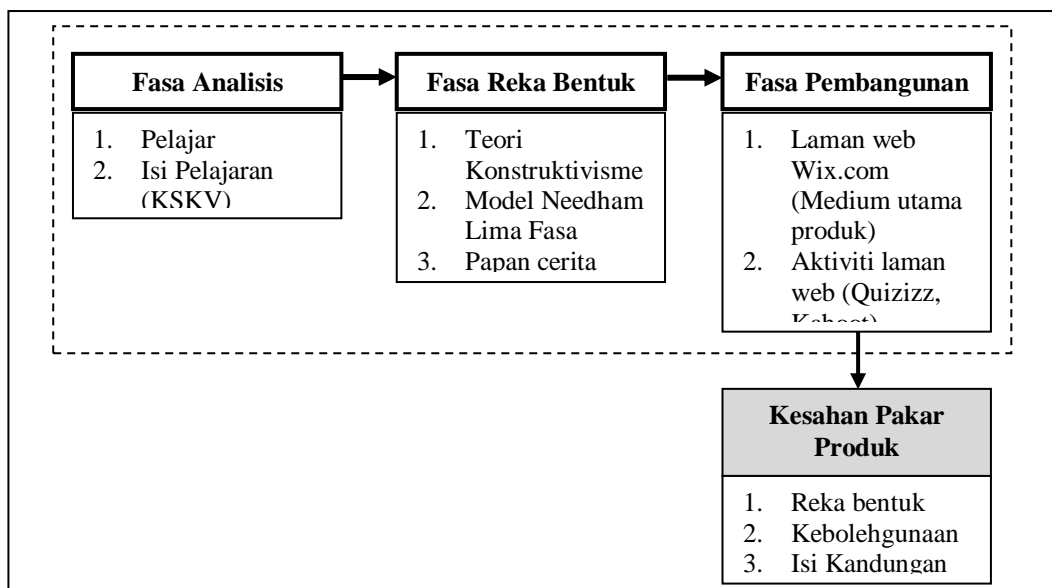 Fasa Analisis
1. Pelajar
2. Isi Pelajaran
(KSKV)
Fasa Reka Bentuk
1. Teori
Konstruktivisme
2. Model Needham
Lima Fasa
3. Papan cerita
Fasa Pembangunan
1. Laman web
Wix.com
(Medium utama
produk)
2. Aktiviti laman
web (Quizizz,
Kahoot)
Kesahan Pakar
Produk
1. Reka bentuk
2. Kebolehgunaan
3. Isi Kandungan